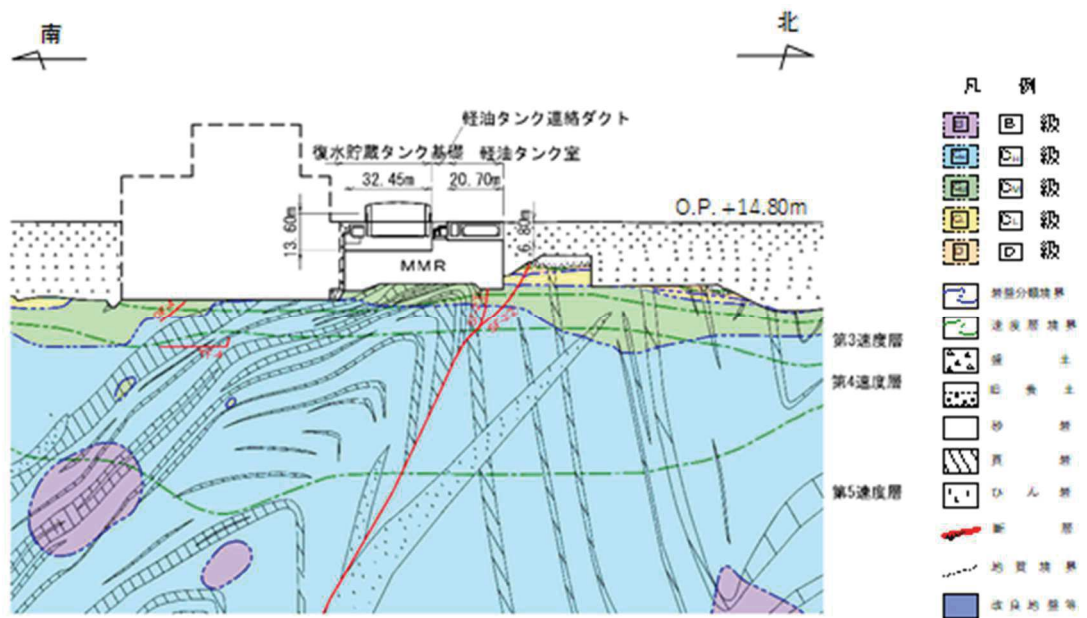 南
北
軽油タンク連絡ダクト
復水貯蔵タンク基礎
軽油タンク室
32.45m
20.70m
O.P. +14.80m
13.60m
6.80m
MMR
第3速度層
第4速度層
第5速度層
凡 例
B 級
CH 級
CM 級
CL 級
D 級
岩盤分類境界
速度層境界
盛 土
旧 表 土
砂 岩
頁 岩
ひ ん 岩
断 層
地 質 境 界
改 良 地 盤 等